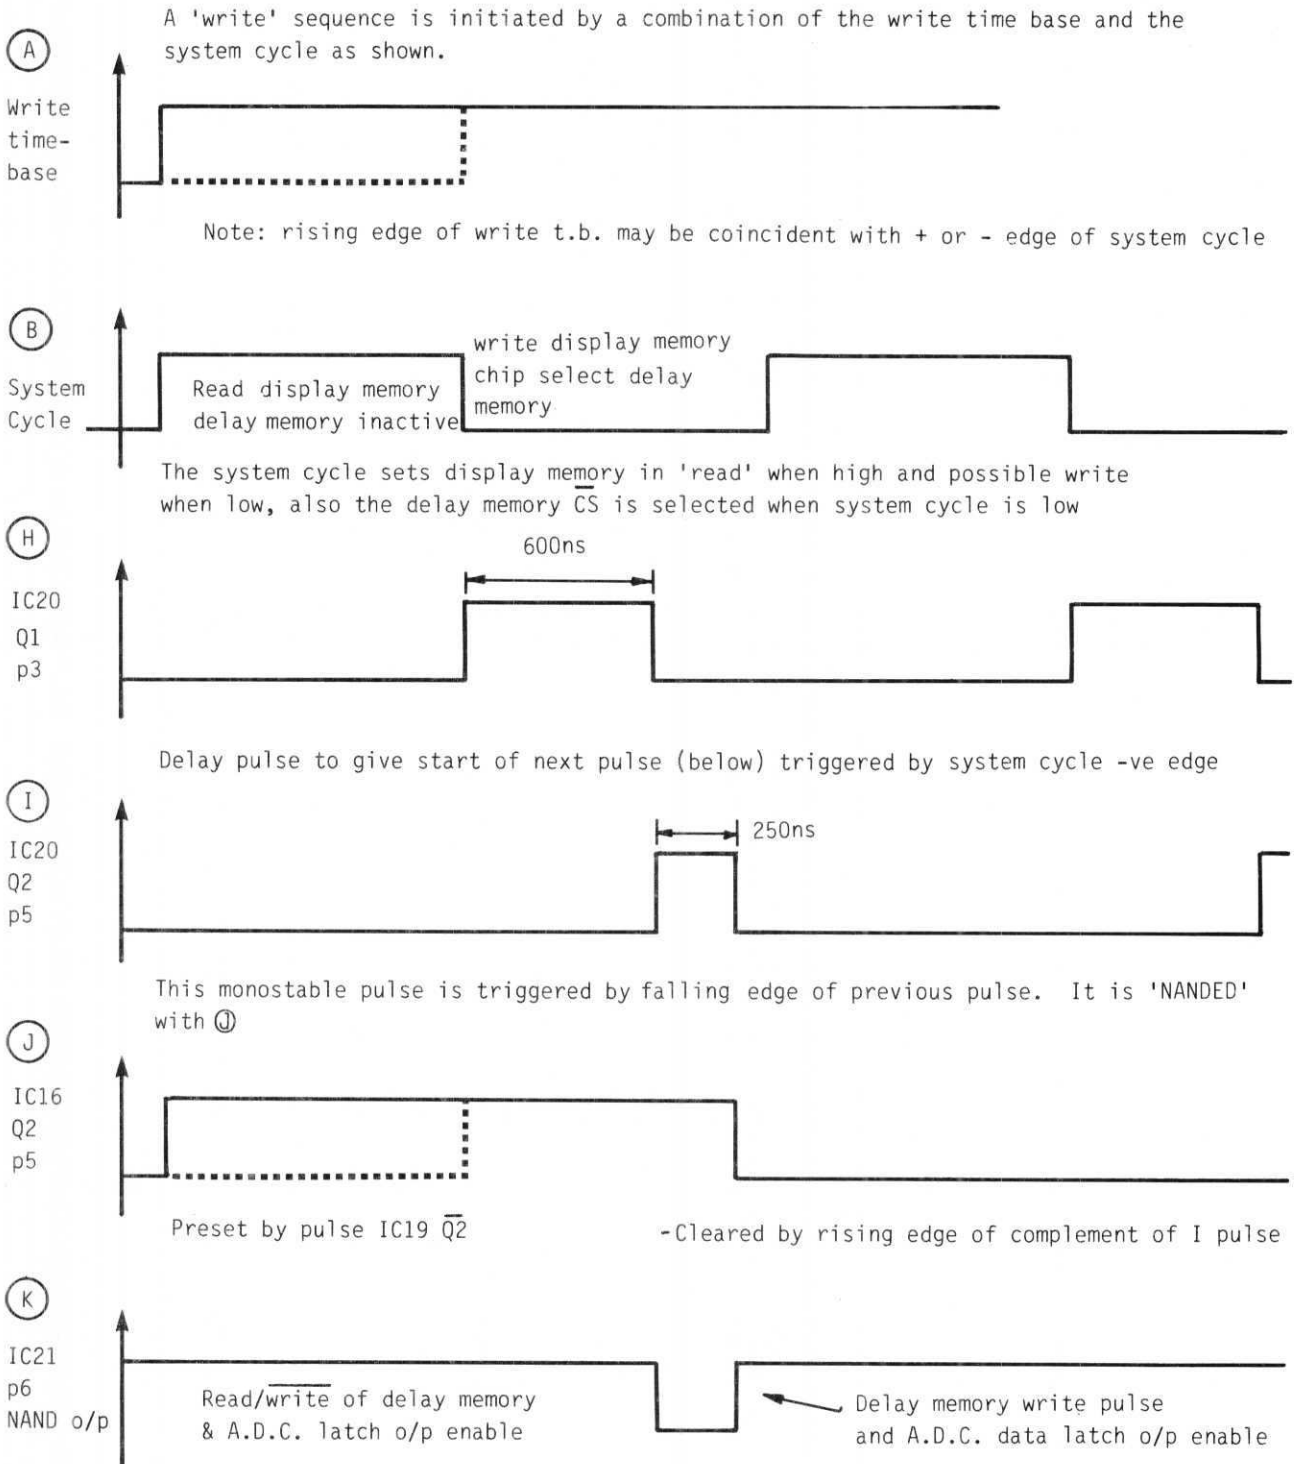 A 'write' sequence is initiated by a combination of the write time base and the
system cycle as shown.
A
Write
time-
base
Note: rising edge of write t.b. may be coincident with + or - edge of system cycle
B
System
Cycle
Read display memory
delay memory inactive
write display memory
chip select delay
memory
The system cycle sets display memory in 'read' when high and possible write
when low, also the delay memory C̅S̅ is selected when system cycle is low
H
600ns
IC20
Q1
p3
Delay pulse to give start of next pulse (below) triggered by system cycle -ve edge
I
250ns
IC20
Q2
p5
This monostable pulse is triggered by falling edge of previous pulse. It is 'NANDED'
with Ⓙ
J
IC16
Q2
p5
Preset by pulse IC19 Q̅2̅
-Cleared by rising edge of complement of I pulse
K
IC21
p6
NAND o/p
Read/w̅r̅i̅t̅e̅ of delay memory
& A.D.C. latch o/p enable
Delay memory write pulse
and A.D.C. data latch o/p enable